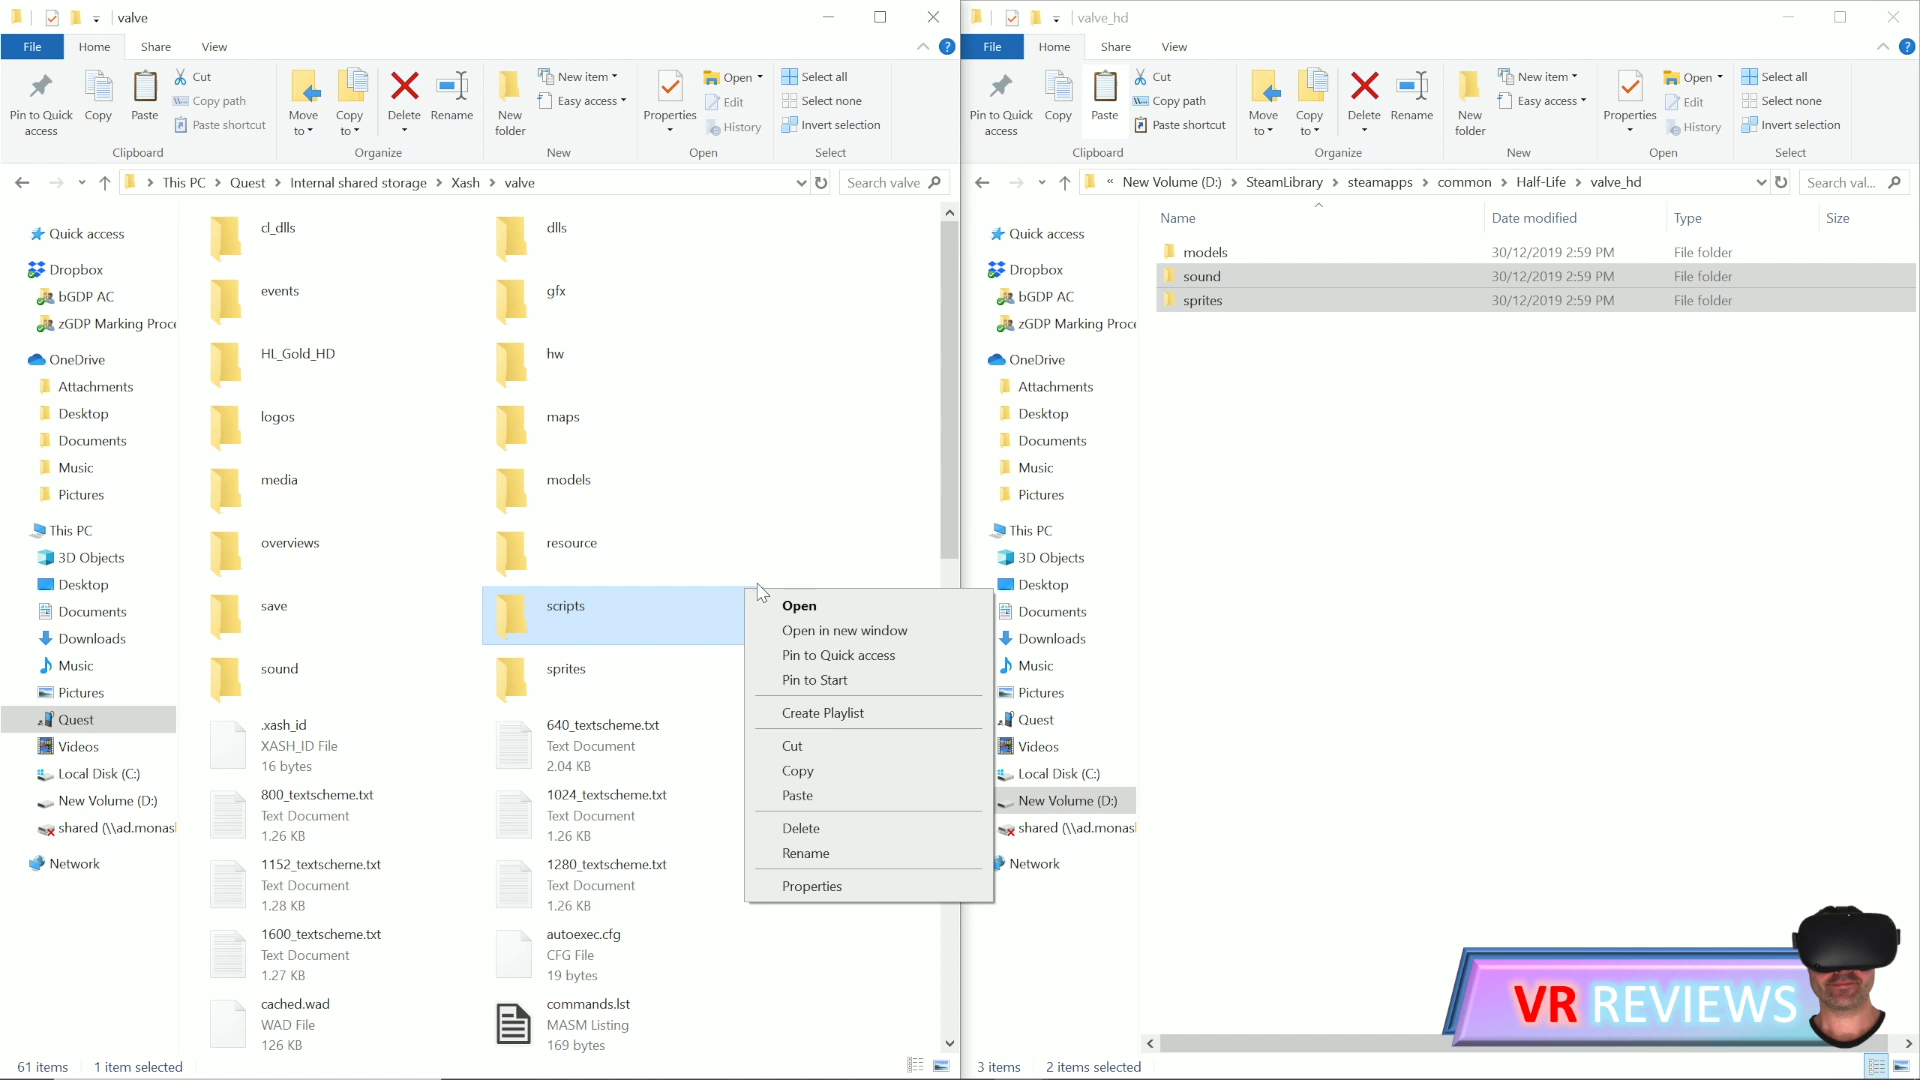 valve
File
Home
Share
View
Pin to Quick access
Copy
Paste
Cut
Copy path
Paste shortcut
Clipboard
Move to
Copy to
Delete
Rename
Organize
New folder
New item
Easy access
New
Properties
Open
Edit
History
Open
Select all
Select none
Invert selection
Select
This PC > Quest > Internal shared storage > Xash > valve
Search valve
Quick access
Dropbox
bGDP AC
zGDP Marking Proce
OneDrive
Attachments
Desktop
Documents
Music
Pictures
This PC
3D Objects
Desktop
Documents
Downloads
Music
Pictures
Quest
Videos
Local Disk (C:)
New Volume (D:)
shared (\\ad.monas
Network
cl_dlls
dlls
events
gfx
HL_Gold_HD
hw
logos
maps
media
models
overviews
resource
save
scripts
sound
sprites
.xash_id
XASH_ID File
16 bytes
640_textscheme.txt
Text Document
2.04 KB
800_textscheme.txt
Text Document
1.26 KB
1024_textscheme.txt
Text Document
1.26 KB
1152_textscheme.txt
Text Document
1.28 KB
1280_textscheme.txt
Text Document
1.26 KB
1600_textscheme.txt
Text Document
1.27 KB
autoexec.cfg
CFG File
19 bytes
cached.wad
WAD File
126 KB
commands.lst
MASM Listing
169 bytes
61 items
1 item selected
Open
Open in new window
Pin to Quick access
Pin to Start
Create Playlist
Cut
Copy
Paste
Delete
Rename
Properties
valve_hd
File
Home
Share
View
Pin to Quick access
Copy
Paste
Cut
Copy path
Paste shortcut
Clipboard
Move to
Copy to
Delete
Rename
Organize
New folder
New item
Easy access
New
Properties
Open
Edit
History
Open
Select all
Select none
Invert selection
Select
« New Volume (D:) > SteamLibrary > steamapps > common > Half-Life > valve_hd
Search val...
Quick access
Dropbox
bGDP AC
zGDP Marking Proce
OneDrive
Attachments
Desktop
Documents
Music
Pictures
This PC
3D Objects
Desktop
Documents
Downloads
Music
Pictures
Quest
Videos
Local Disk (C:)
New Volume (D:)
shared (\\ad.monas
Network
Name Date modified Type Size
models 30/12/2019 2:59 PM File folder
sound 30/12/2019 2:59 PM File folder
sprites 30/12/2019 2:59 PM File folder
3 items
2 items selected
VR REVIEWS